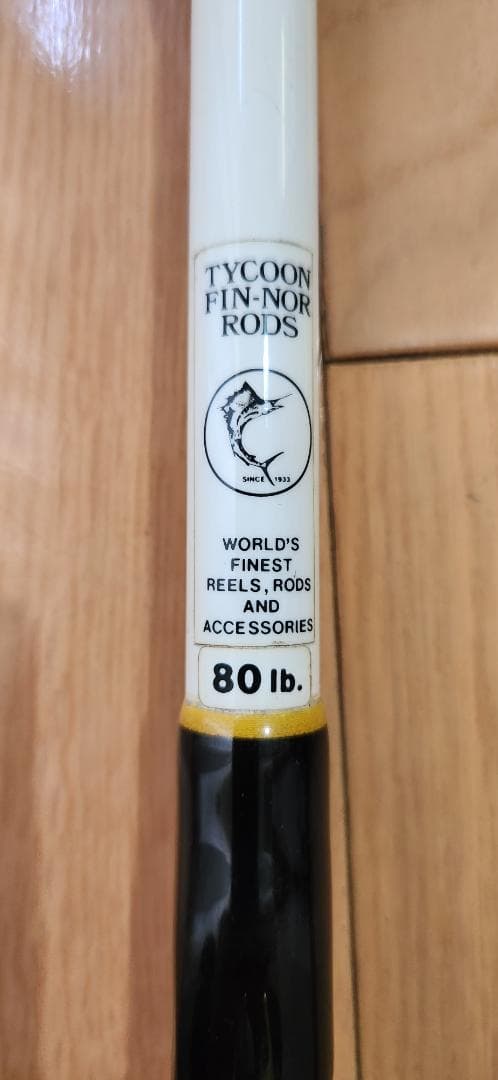 TYCOON
FIN-NOR
RODS
SINCE 1933
WORLD'S
FINEST
REELS, RODS
AND
ACCESSORIES
80 lb.